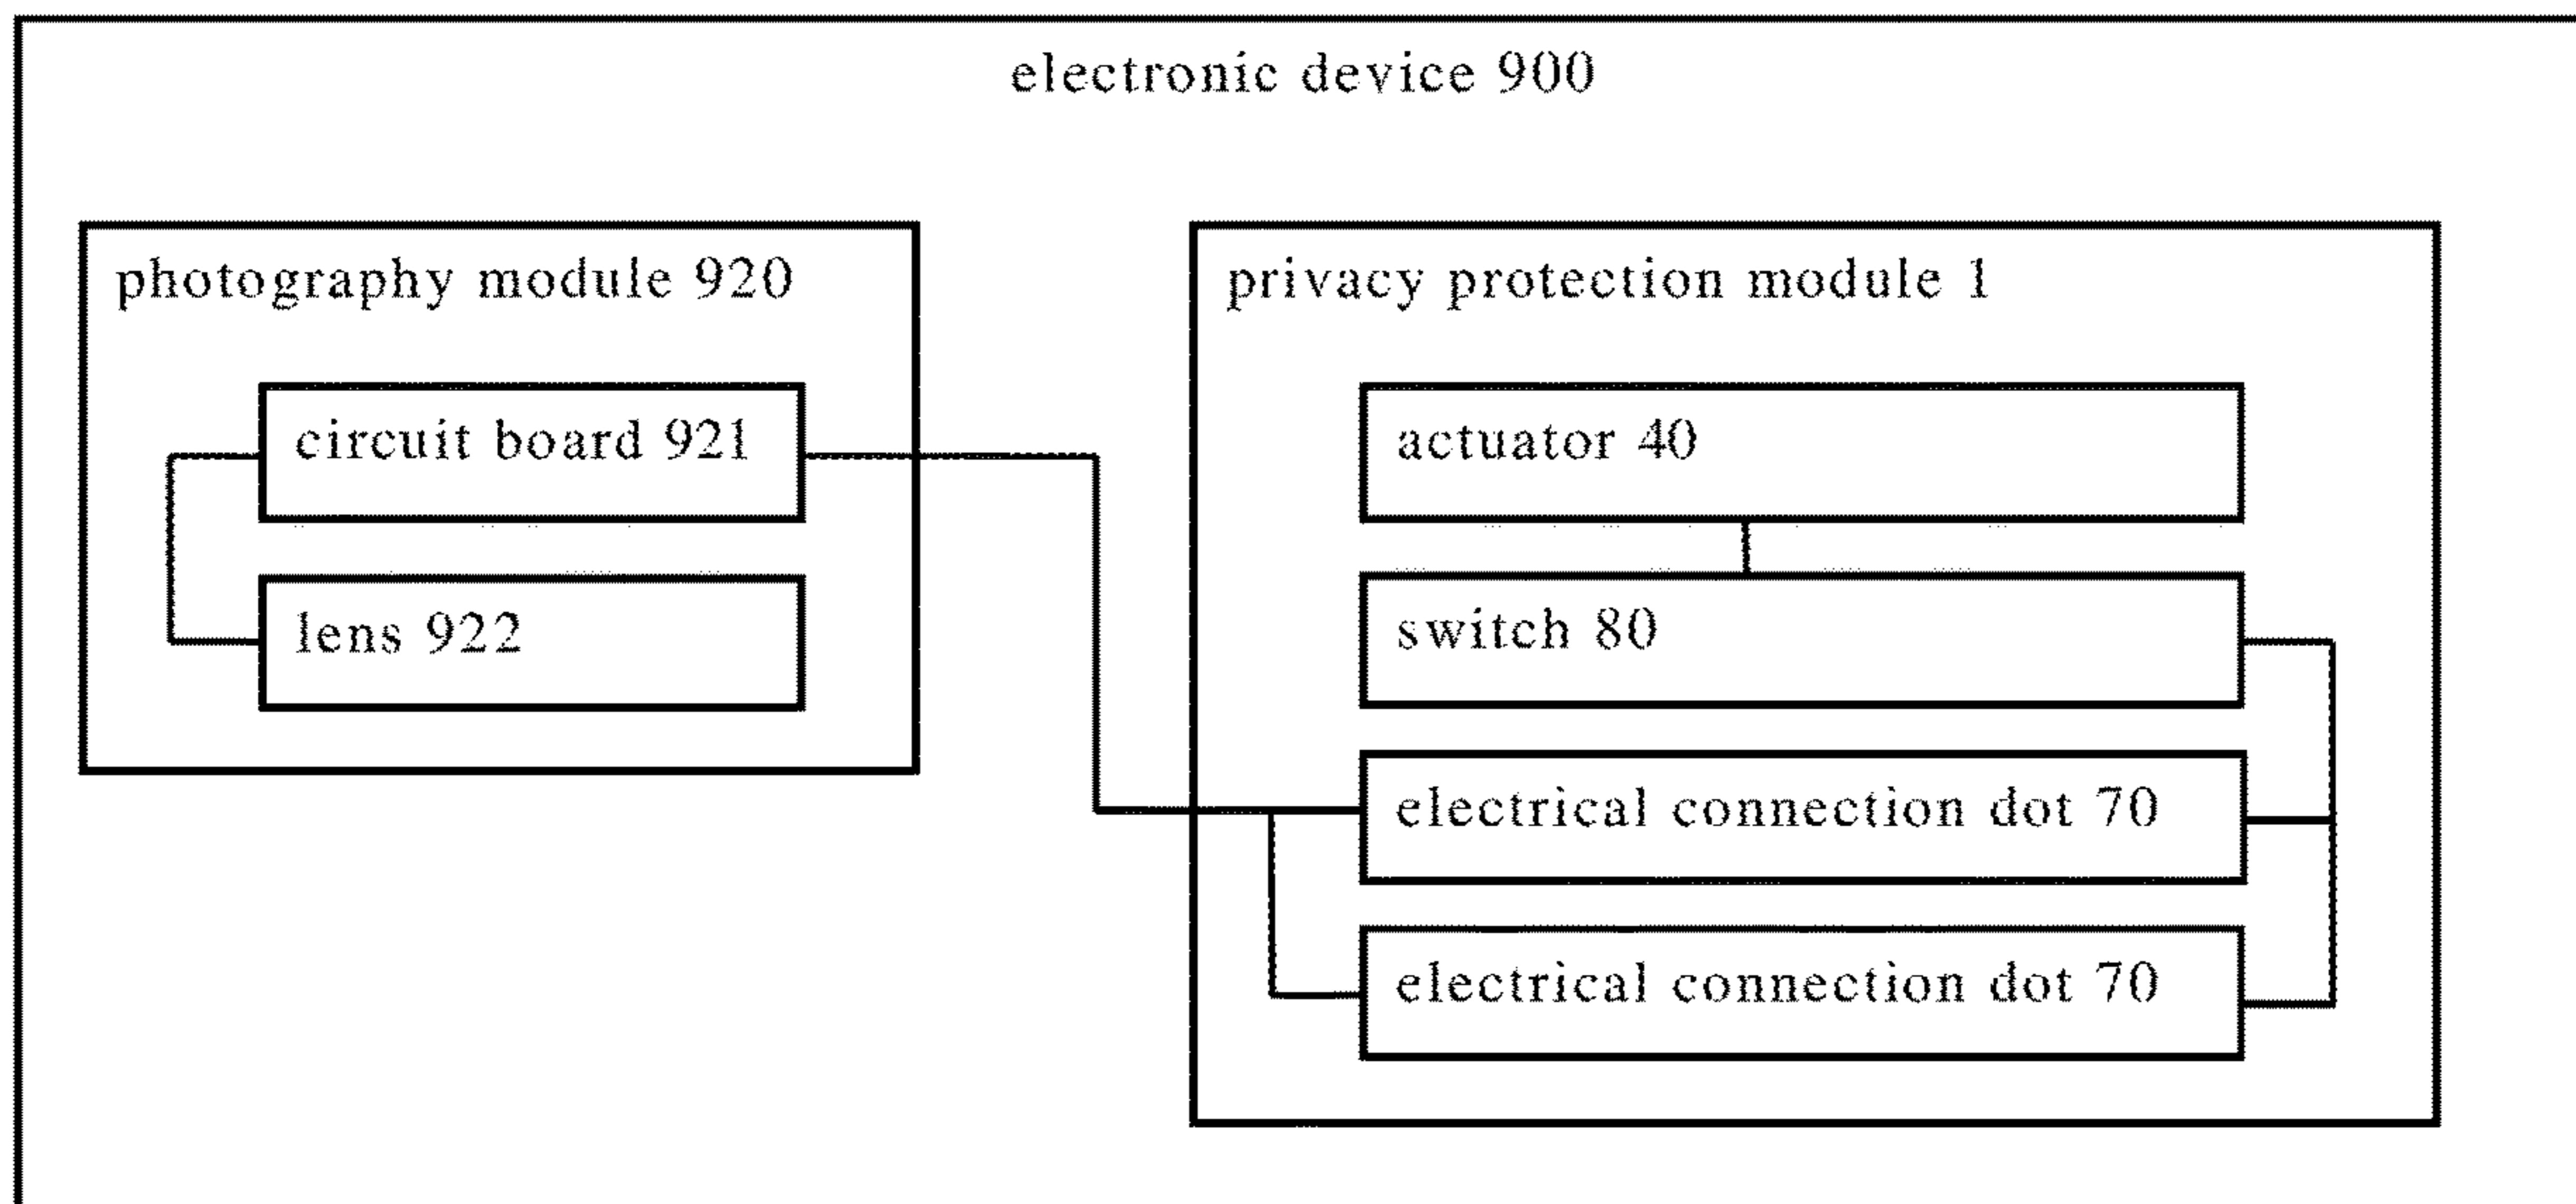 electronic device 900
photography module 920
circuit board 921
lens 922
privacy protection module 1
actuator 40
switch 80
electrical connection dot 70
electrical connection dot 70